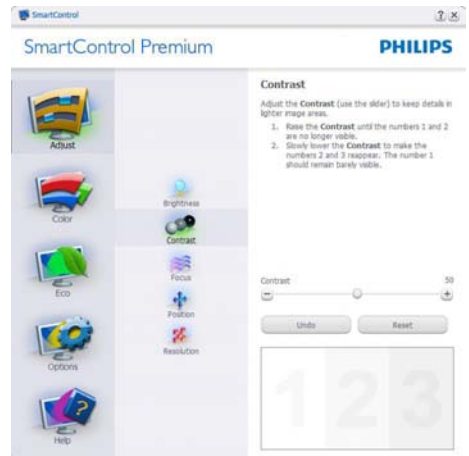 SmartControl
SmartControl Premium
PHILIPS
Adjust
Color
Eco
Options
Help
Brightness
Contrast
Focus
Position
Resolution
Contrast
Adjust the Contrast (use the slider) to keep details in
lighter image areas.
1. Raise the Contrast until the numbers 1 and 2
are no longer visible.
2. Slowly lower the Contrast to make the
numbers 2 and 3 reappear. The number 1
should remain barely visible.
Contrast 50
Undo Reset
1 2 3